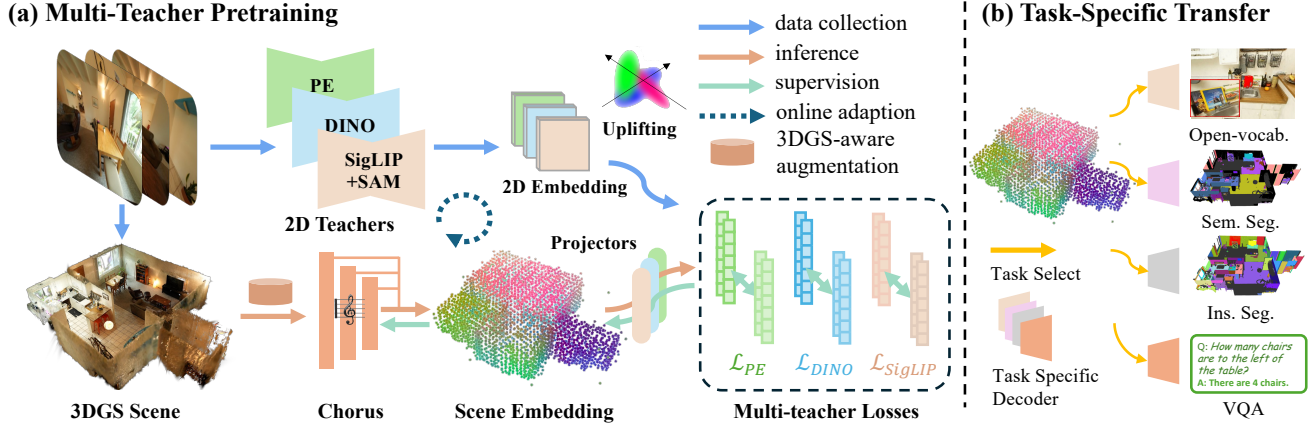 (a) Multi-Teacher Pretraining
PE
DINO
SigLIP
+SAM
2D Teachers
2D Embedding
Uplifting
data collection
inference
supervision
online adaption
3DGS-aware
augmentation
3DGS Scene
Chorus
Scene Embedding
Projectors
ℒ_PE
ℒ_DINO
ℒ_SigLIP
Multi-teacher Losses
(b) Task-Specific Transfer
Open-vocab.
Sem. Seg.
Task Select
Ins. Seg.
Task Specific
Decoder
Q: How many chairs
are to the left of
the table?
A: There are 4 chairs.
VQA